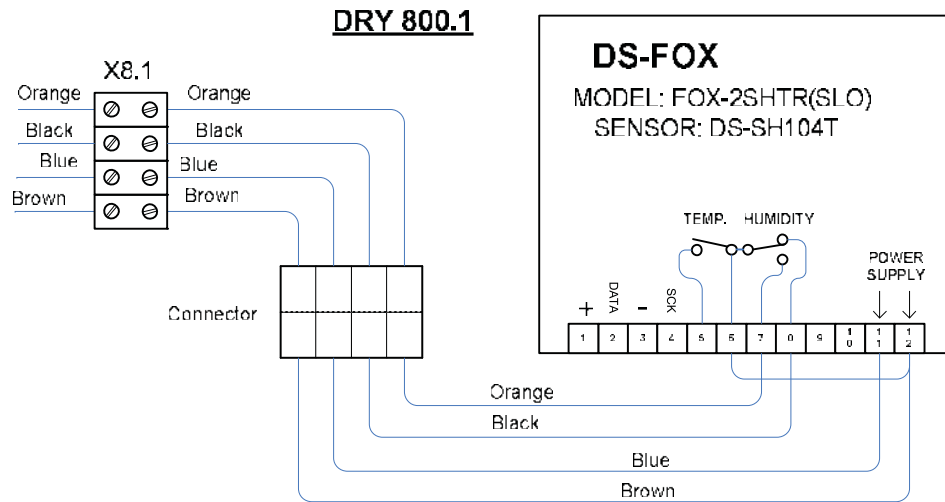 DRY 800.1
DS-FOX
MODEL: FOX-2SHTR(SLO)
SENSOR: DS-SH104T
X8.1
Orange Orange
Black Black
Blue Blue
Brown Brown
TEMP. HUMIDITY
POWER
SUPPLY
Connector
+ DATA - SCK
1 2 3 4 5 6 7 8 9 10 11 12
Orange
Black
Blue
Brown